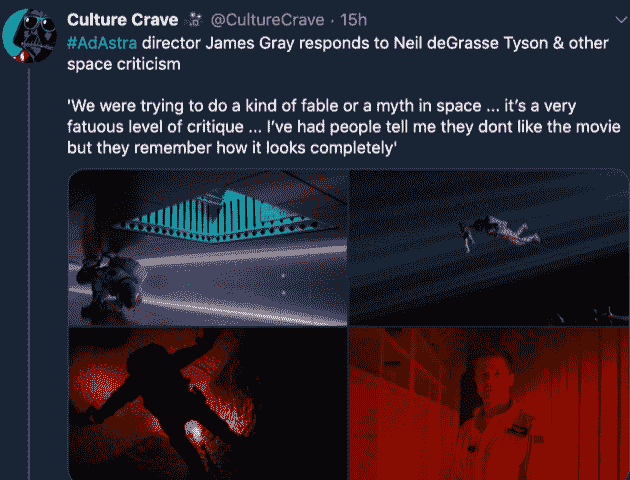 Culture Crave @CultureCrave · 15h
#AdAstra director James Gray responds to Neil deGrasse Tyson & other
space criticism
'We were trying to do a kind of fable or a myth in space ... it's a very
fatuous level of critique ... I've had people tell me they dont like the movie
but they remember how it looks completely'